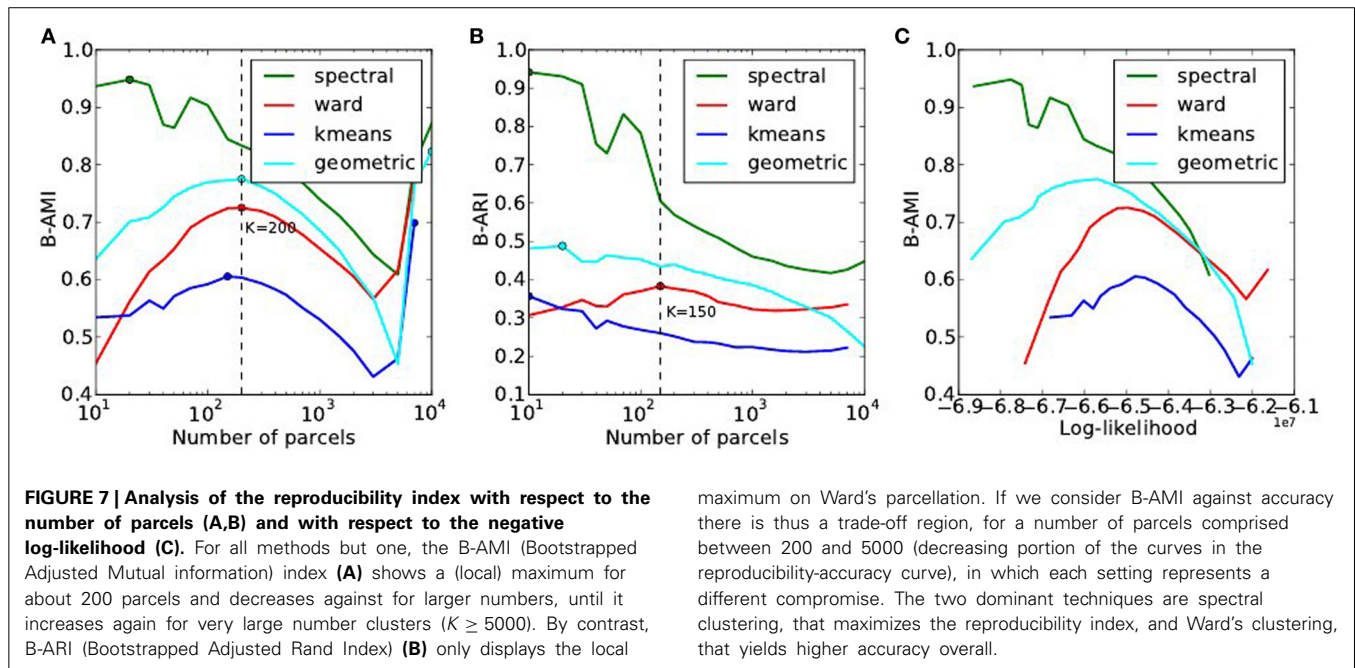 A
1.0
0.9
0.8
0.7
0.6
0.5
0.4
B-AMI
10^1
10^2
10^3
10^4
Number of parcels
spectral
ward
kmeans
geometric
K=200
B
1.0
0.9
0.8
0.7
0.6
0.5
0.4
0.3
0.2
0.1
B-ARI
10^1
10^2
10^3
10^4
Number of parcels
spectral
ward
kmeans
geometric
K=150
C
1.0
0.9
0.8
0.7
0.6
0.5
0.4
B-AMI
−6.9−6.8−6.7−6.6−6.5−6.4−6.3−6.2−6.1
1e7
Log-likelihood
spectral
ward
kmeans
geometric
FIGURE 7 | Analysis of the reproducibility index with respect to the
number of parcels (A,B) and with respect to the negative
log-likelihood (C). For all methods but one, the B-AMI (Bootstrapped
Adjusted Mutual information) index (A) shows a (local) maximum for
about 200 parcels and decreases against for larger numbers, until it
increases again for very large number clusters (K ≥ 5000). By contrast,
B-ARI (Bootstrapped Adjusted Rand Index) (B) only displays the local
maximum on Ward's parcellation. If we consider B-AMI against accuracy
there is thus a trade-off region, for a number of parcels comprised
between 200 and 5000 (decreasing portion of the curves in the
reproducibility-accuracy curve), in which each setting represents a
different compromise. The two dominant techniques are spectral
clustering, that maximizes the reproducibility index, and Ward's clustering,
that yields higher accuracy overall.